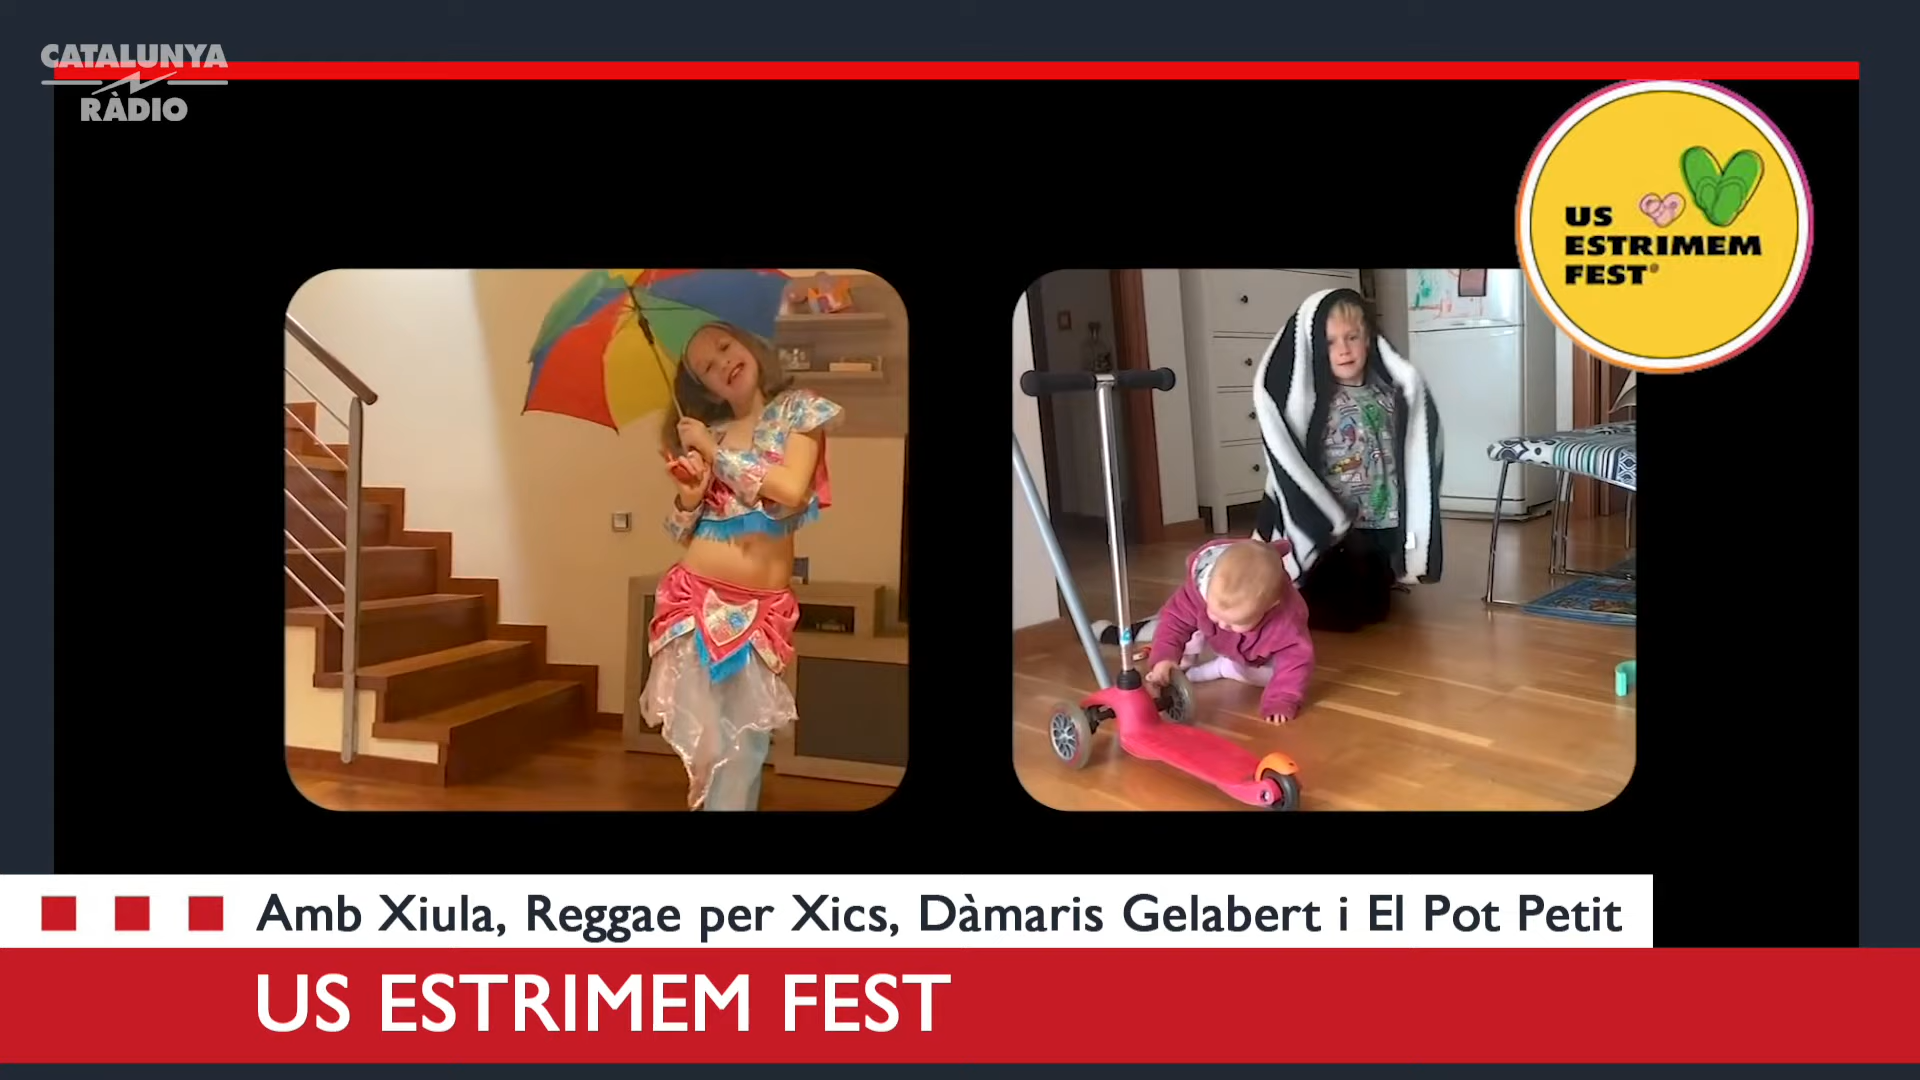 CATALUNYA
RÀDIO
US
ESTRIMEM
FEST
Amb Xiula, Reggae per Xics, Dàmaris Gelabert i El Pot Petit
US ESTRIMEM FEST